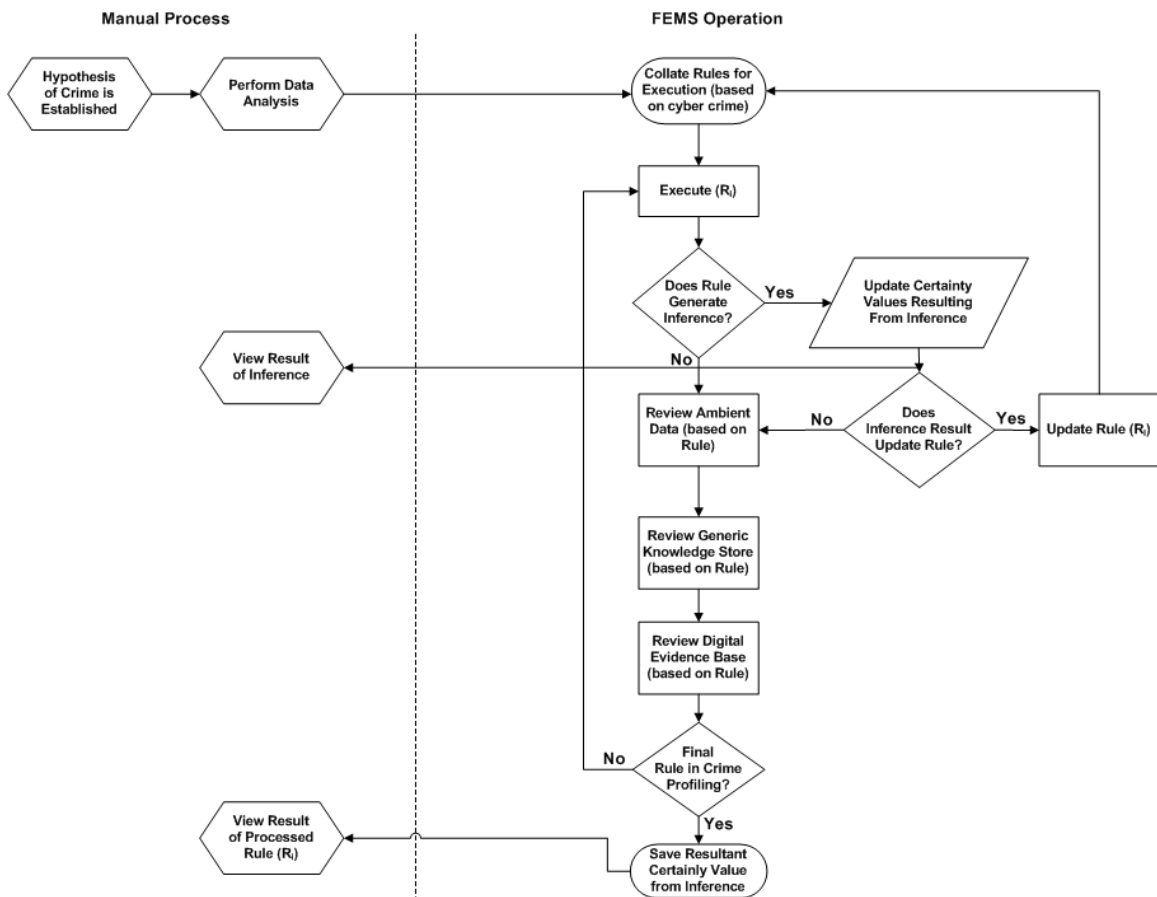 Manual Process
FEMS Operation
Hypothesis
of Crime is
Established
Perform Data
Analysis
Collate Rules for
Execution (based
on cyber crime)
Execute (Rᵢ)
Does Rule
Generate
Inference?
Yes
Update Certainty
Values Resulting
From Inference
No
View Result
of Inference
Review Ambient
Data (based on
Rule)
No
Does
Inference Result
Update Rule?
Yes
Update Rule (Rᵢ)
Review Generic
Knowledge Store
(based on Rule)
Review Digital
Evidence Base
(based on Rule)
No
Final
Rule in Crime
Profiling?
Yes
View Result
of Processed
Rule (Rᵢ)
Save Resultant
Certainly Value
from Inference